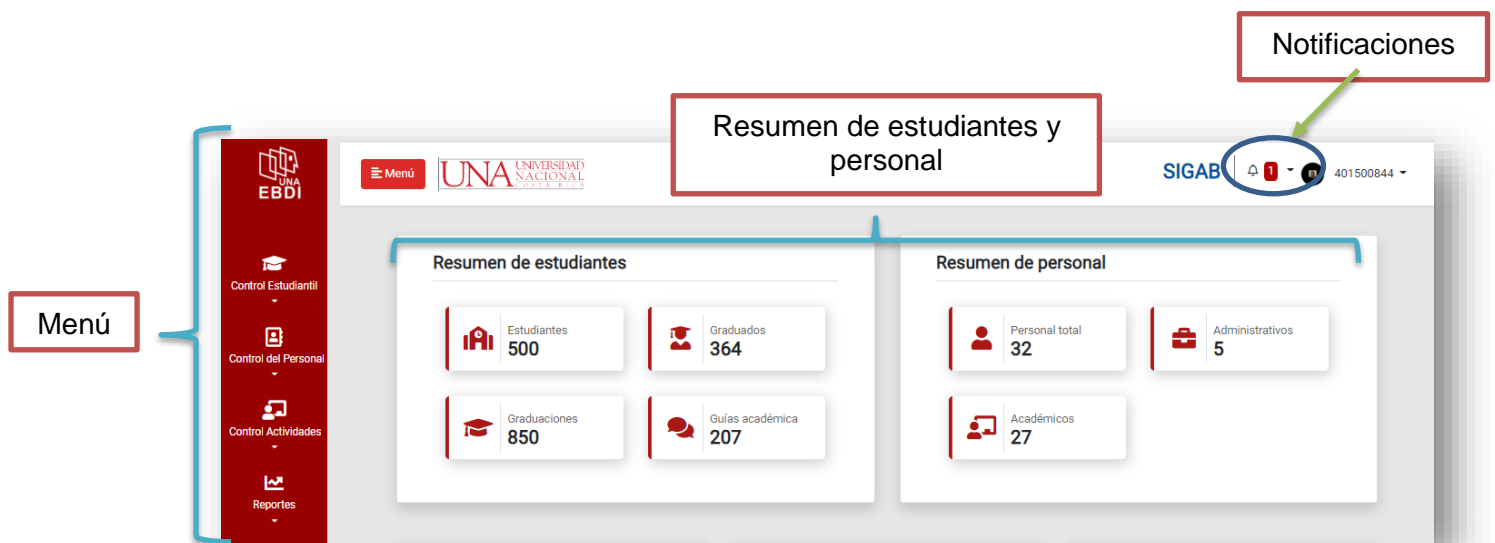 Notificaciones
Resumen de estudiantes y
personal
UNA
EBDI
Menú
UNA UNIVERSIDAD
NACIONAL
COSTA RICA
SIGAB
1
401500844
Menú
Control Estudiantil
Control del Personal
Control Actividades
Reportes
Resumen de estudiantes
Estudiantes
500
Graduados
364
Graduaciones
850
Guías académica
207
Resumen de personal
Personal total
32
Administrativos
5
Académicos
27